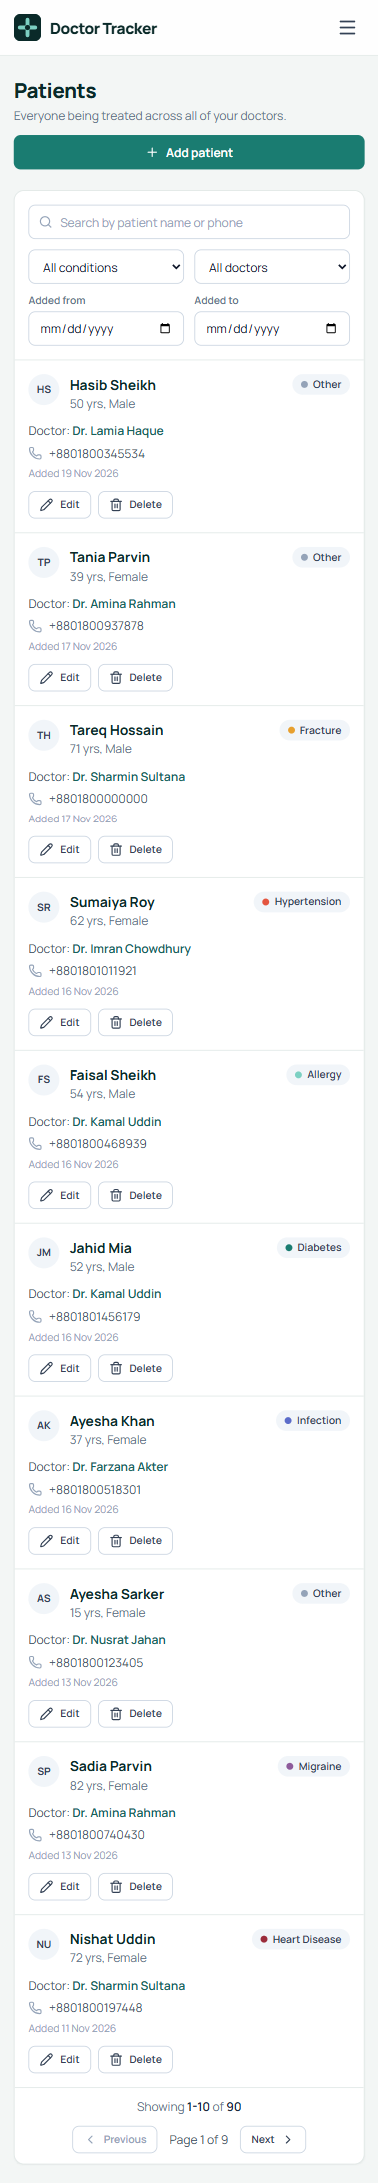 Doctor Tracker
Patients
Everyone being treated across all of your doctors.
+ Add patient
Search by patient name or phone
All conditions All doctors
Added from Added to
mm/dd/yyyy mm/dd/yyyy
HS Hasib Sheikh Other
50 yrs, Male
Doctor: Dr. Lamia Haque
+8801800345534
Added 19 Nov 2026
Edit Delete
TP Tania Parvin Other
39 yrs, Female
Doctor: Dr. Amina Rahman
+8801800937878
Added 17 Nov 2026
Edit Delete
TH Tareq Hossain Fracture
71 yrs, Male
Doctor: Dr. Sharmin Sultana
+8801800000000
Added 17 Nov 2026
Edit Delete
SR Sumaiya Roy Hypertension
62 yrs, Female
Doctor: Dr. Imran Chowdhury
+8801801011921
Added 16 Nov 2026
Edit Delete
FS Faisal Sheikh Allergy
54 yrs, Male
Doctor: Dr. Kamal Uddin
+8801800468939
Added 16 Nov 2026
Edit Delete
JM Jahid Mia Diabetes
52 yrs, Male
Doctor: Dr. Kamal Uddin
+8801801456179
Added 16 Nov 2026
Edit Delete
AK Ayesha Khan Infection
37 yrs, Female
Doctor: Dr. Farzana Akter
+8801800518301
Added 16 Nov 2026
Edit Delete
AS Ayesha Sarker Other
15 yrs, Female
Doctor: Dr. Nusrat Jahan
+8801800123405
Added 13 Nov 2026
Edit Delete
SP Sadia Parvin Migraine
82 yrs, Female
Doctor: Dr. Amina Rahman
+8801800740430
Added 13 Nov 2026
Edit Delete
NU Nishat Uddin Heart Disease
72 yrs, Female
Doctor: Dr. Sharmin Sultana
+8801800197448
Added 11 Nov 2026
Edit Delete
Showing 1-10 of 90
Previous Page 1 of 9 Next